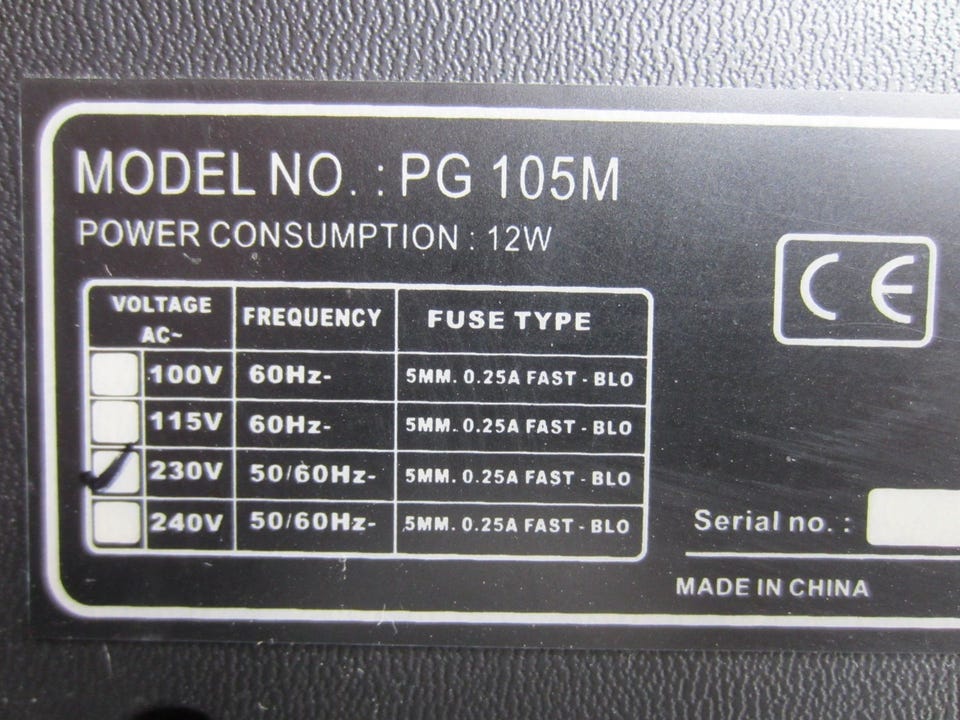 MODEL NO. : PG 105M
POWER CONSUMPTION : 12W
CE
VOLTAGE AC~ FREQUENCY FUSE TYPE
100V 60Hz- 5MM. 0.25A FAST - BLO
115V 60Hz- 5MM. 0.25A FAST - BLO
230V 50/60Hz- 5MM. 0.25A FAST - BLO
240V 50/60Hz- 5MM. 0.25A FAST - BLO
Serial no. :
MADE IN CHINA